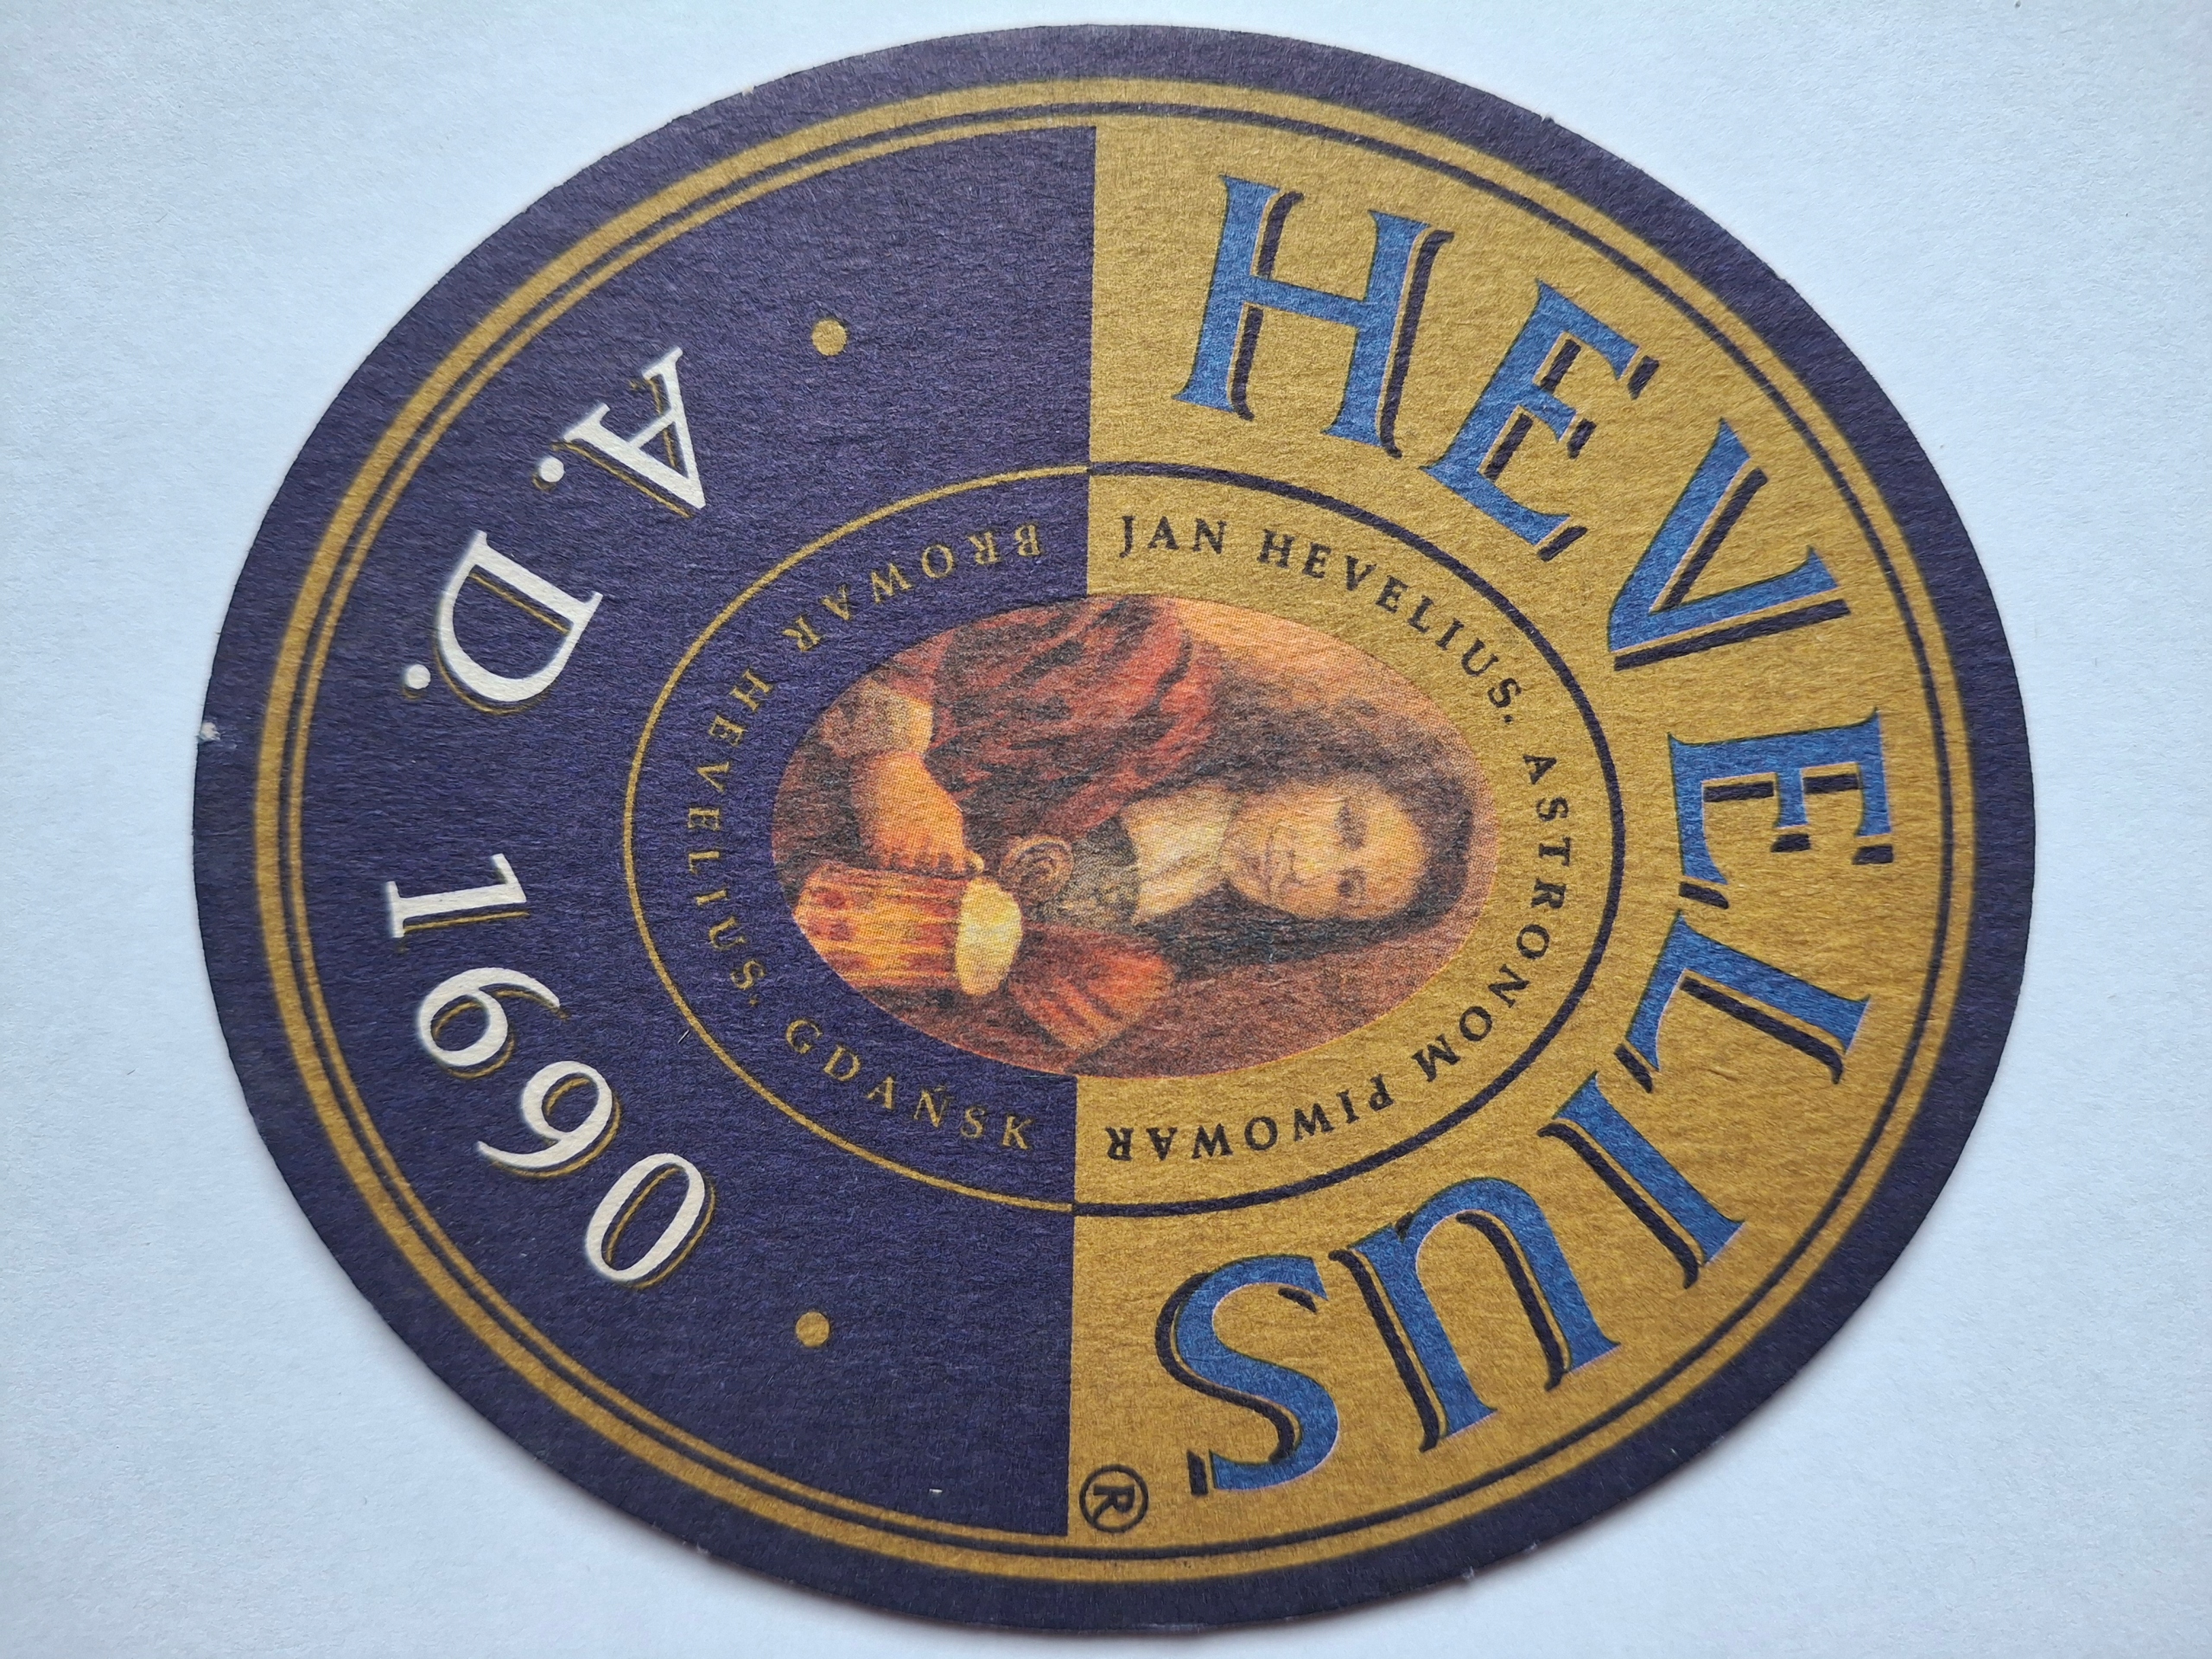 HEVELIUS
®
JAN HEVELIUS. ASTRONOM PIWOWAR
BROWAR HEVELIUS. GDAŃSK
A.D. 1690